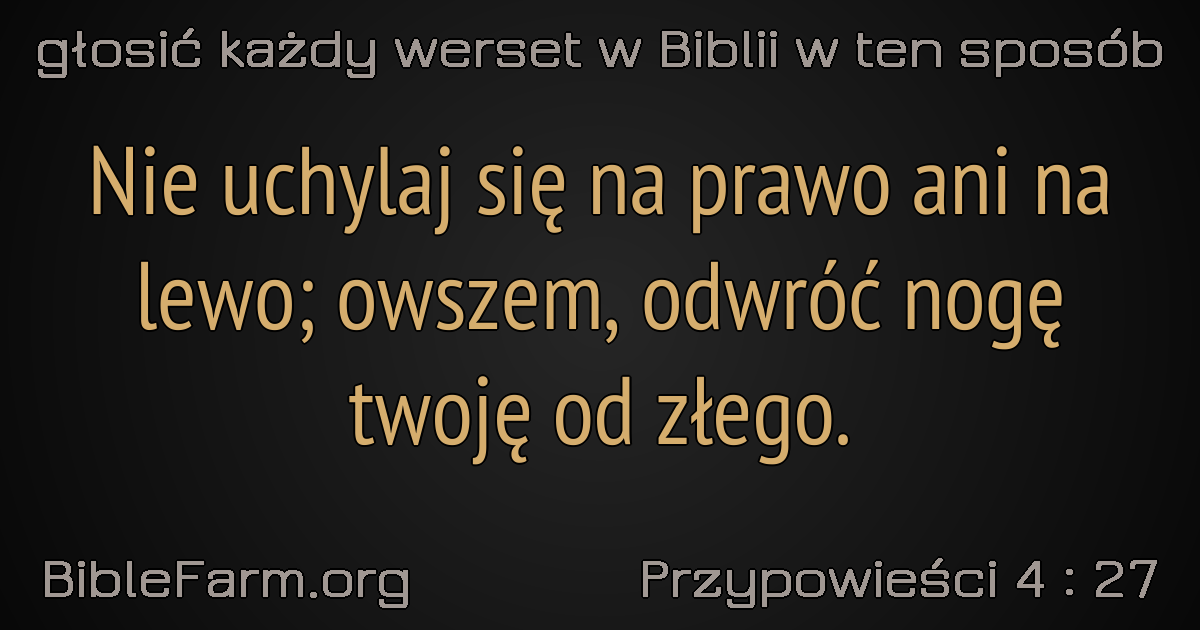 głosić każdy werset w Biblii w ten sposób
Nie uchylaj się na prawo ani na
lewo; owszem, odwróć nogę
twoję od złego.
BibleFarm.org
Przypowieści 4 : 27